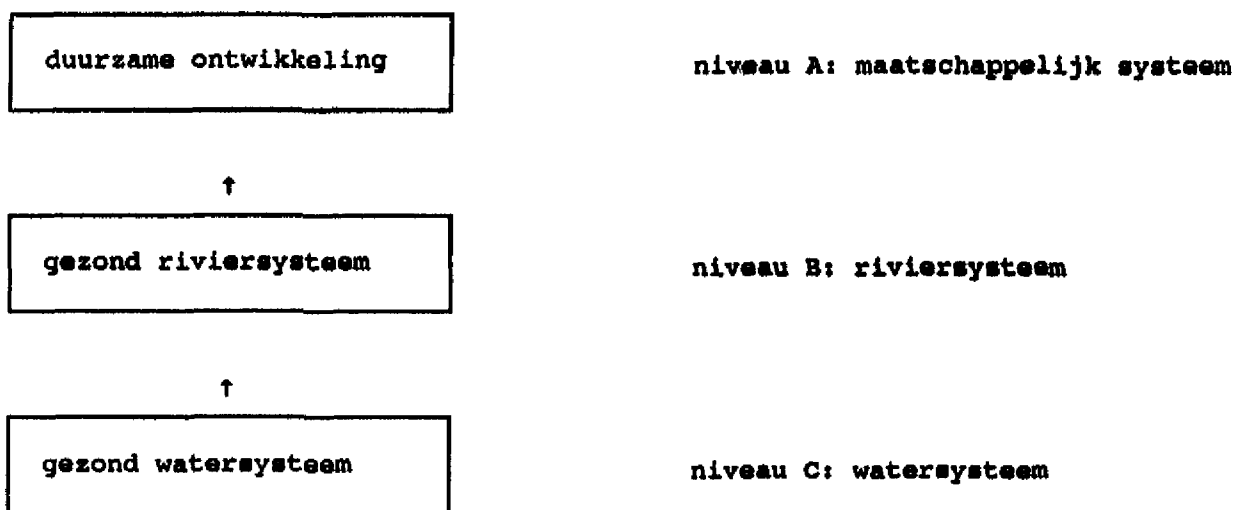 duurzame ontwikkeling niveau A: maatschappelijk systeem
↑
gezond riviersysteem niveau B: riviersysteem
↑
gezond watersysteem niveau C: watersysteem